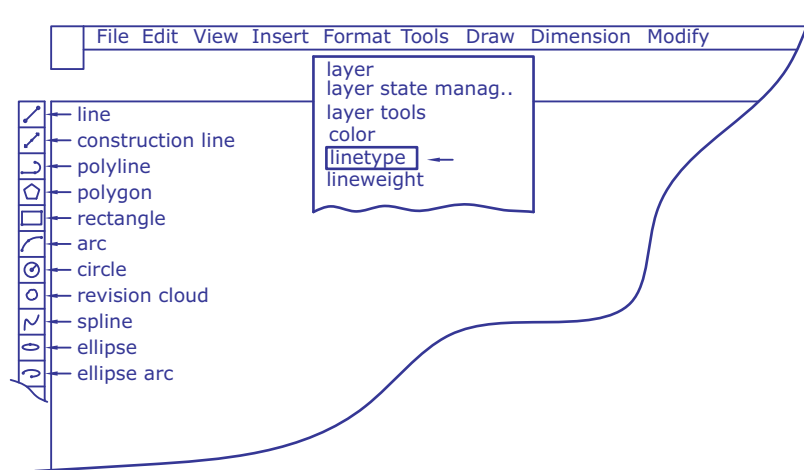 File Edit View Insert Format Tools Draw Dimension Modify
layer
layer state manag..
layer tools
color
linetype
lineweight
line
construction line
polyline
polygon
rectangle
arc
circle
revision cloud
spline
ellipse
ellipse arc